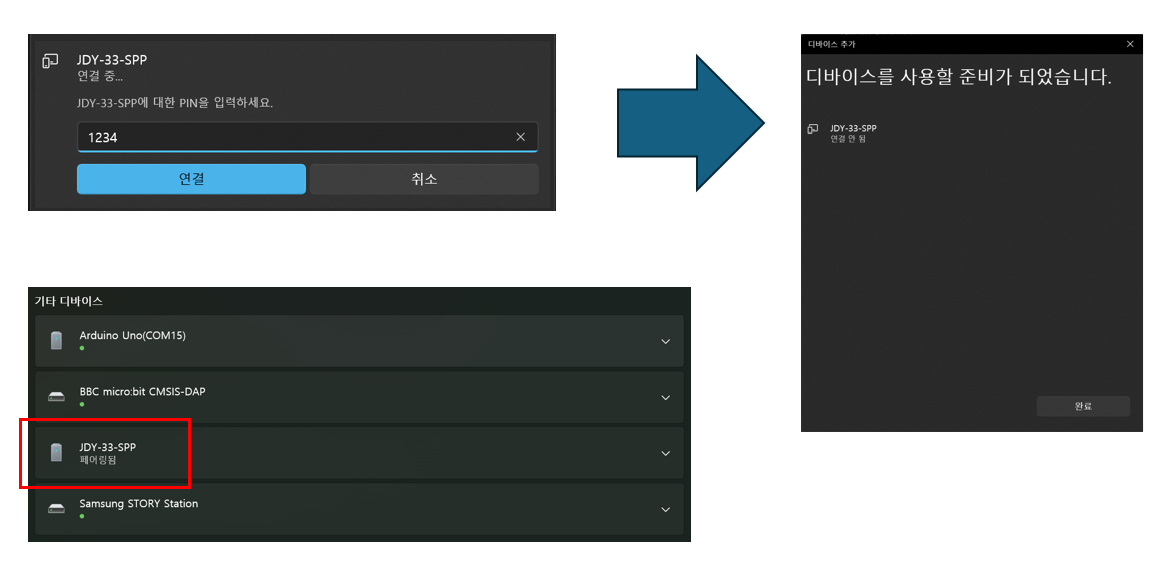 JDY-33-SPP
연결 중...
JDY-33-SPP에 대한 PIN을 입력하세요.
1234
연결
취소
디바이스 추가
디바이스를 사용할 준비가 되었습니다.
JDY-33-SPP
연결 안 됨
완료
기타 디바이스
Arduino Uno(COM15)
BBC micro:bit CMSIS-DAP
JDY-33-SPP
페어링됨
Samsung STORY Station